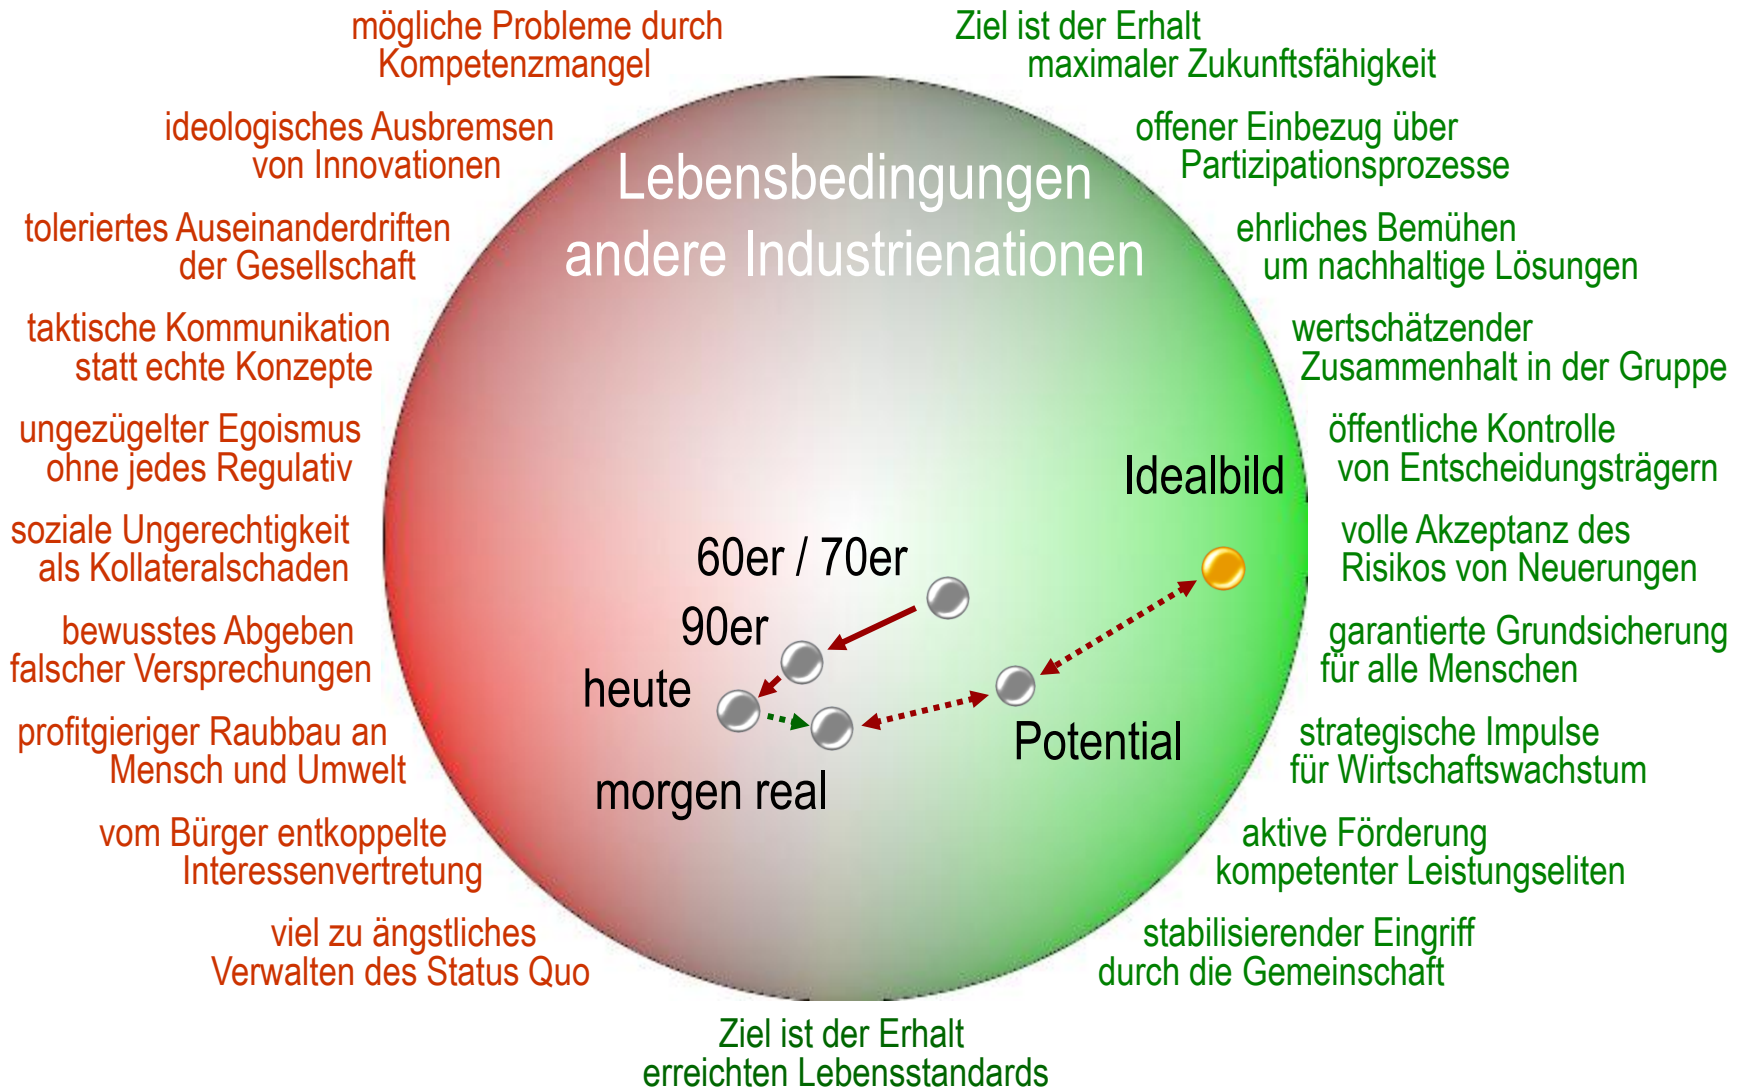 mögliche Probleme durch
Kompetenzmangel
ideologisches Ausbremsen
von Innovationen
toleriertes Auseinanderdriften
der Gesellschaft
taktische Kommunikation
statt echte Konzepte
ungezügelter Egoismus
ohne jedes Regulativ
soziale Ungerechtigkeit
als Kollateralschaden
bewusstes Abgeben
falscher Versprechungen
profitgieriger Raubbau an
Mensch und Umwelt
vom Bürger entkoppelte
Interessenvertretung
viel zu ängstliches
Verwalten des Status Quo
Lebensbedingungen
andere Industrienationen
Idealbild
60er / 70er
90er
heute
Potential
morgen real
Ziel ist der Erhalt
maximaler Zukunftsfähigkeit
offener Einbezug über
Partizipationsprozesse
ehrliches Bemühen
um nachhaltige Lösungen
wertschätzender
Zusammenhalt in der Gruppe
öffentliche Kontrolle
von Entscheidungsträgern
volle Akzeptanz des
Risikos von Neuerungen
garantierte Grundsicherung
für alle Menschen
strategische Impulse
für Wirtschaftswachstum
aktive Förderung
kompetenter Leistungseliten
stabilisierender Eingriff
durch die Gemeinschaft
Ziel ist der Erhalt
erreichten Lebensstandards